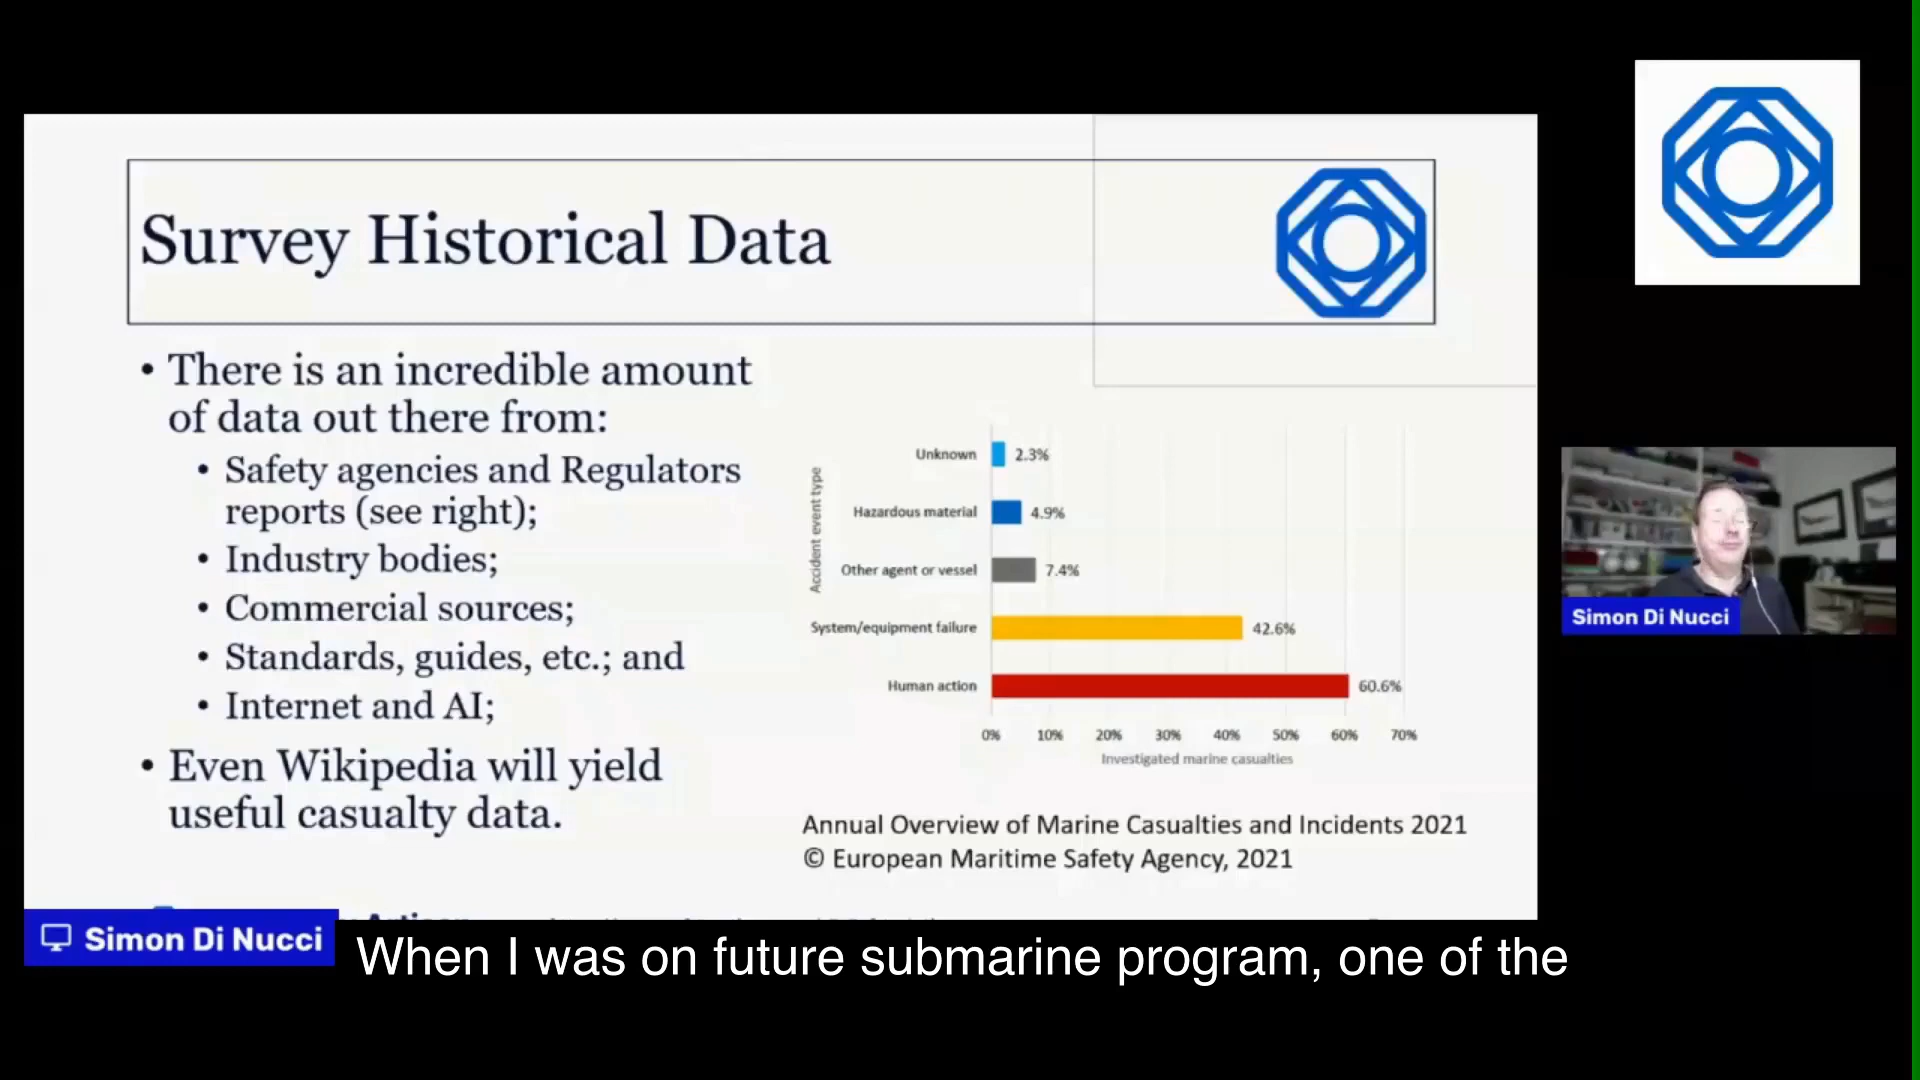 Survey Historical Data
• There is an incredible amount
of data out there from:
• Safety agencies and Regulators
reports (see right);
• Industry bodies;
• Commercial sources;
• Standards, guides, etc.; and
• Internet and AI;
• Even Wikipedia will yield
useful casualty data.
Accident event type
Unknown 2.3%
Hazardous material 4.9%
Other agent or vessel 7.4%
System/equipment failure 42.6%
Human action 60.6%
0% 10% 20% 30% 40% 50% 60% 70%
Investigated marine casualties
Annual Overview of Marine Casualties and Incidents 2021
© European Maritime Safety Agency, 2021
Simon Di Nucci
Simon Di Nucci
When I was on future submarine program, one of the